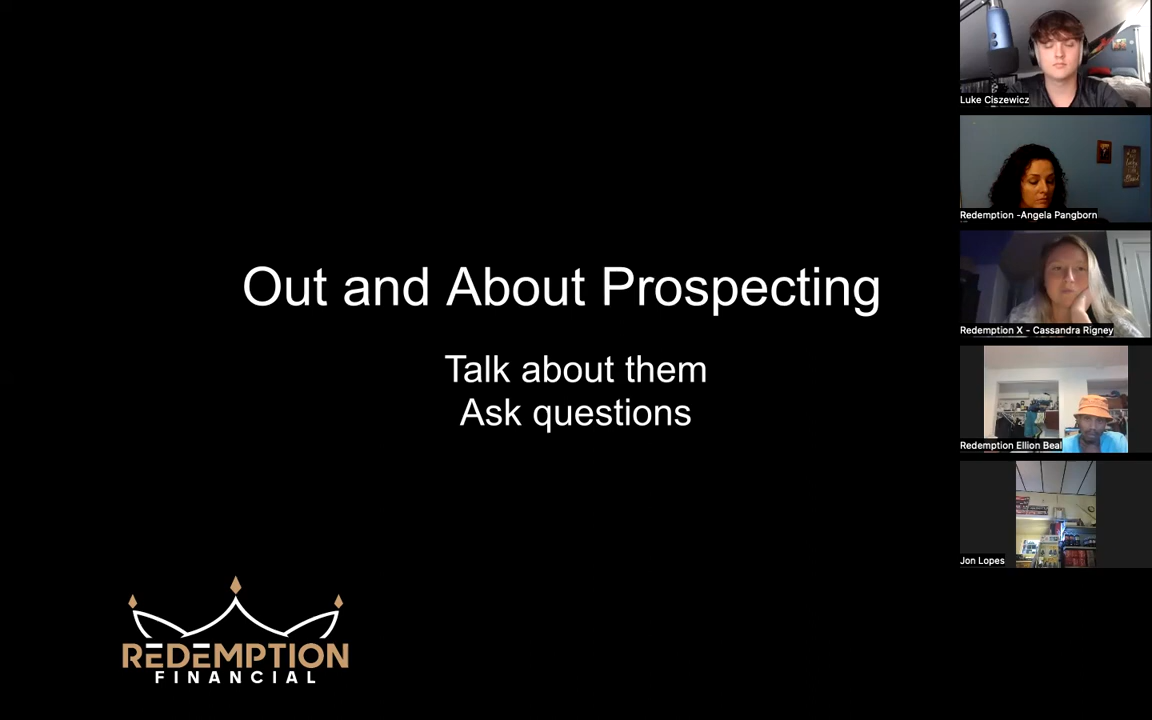 Out and About Prospecting
Talk about them
Ask questions
REDEMPTION
FINANCIAL
Luke Ciszewicz
Redemption -Angela Pangborn
Redemption X - Cassandra Rigney
Redemption Ellion Beal
Jon Lopes